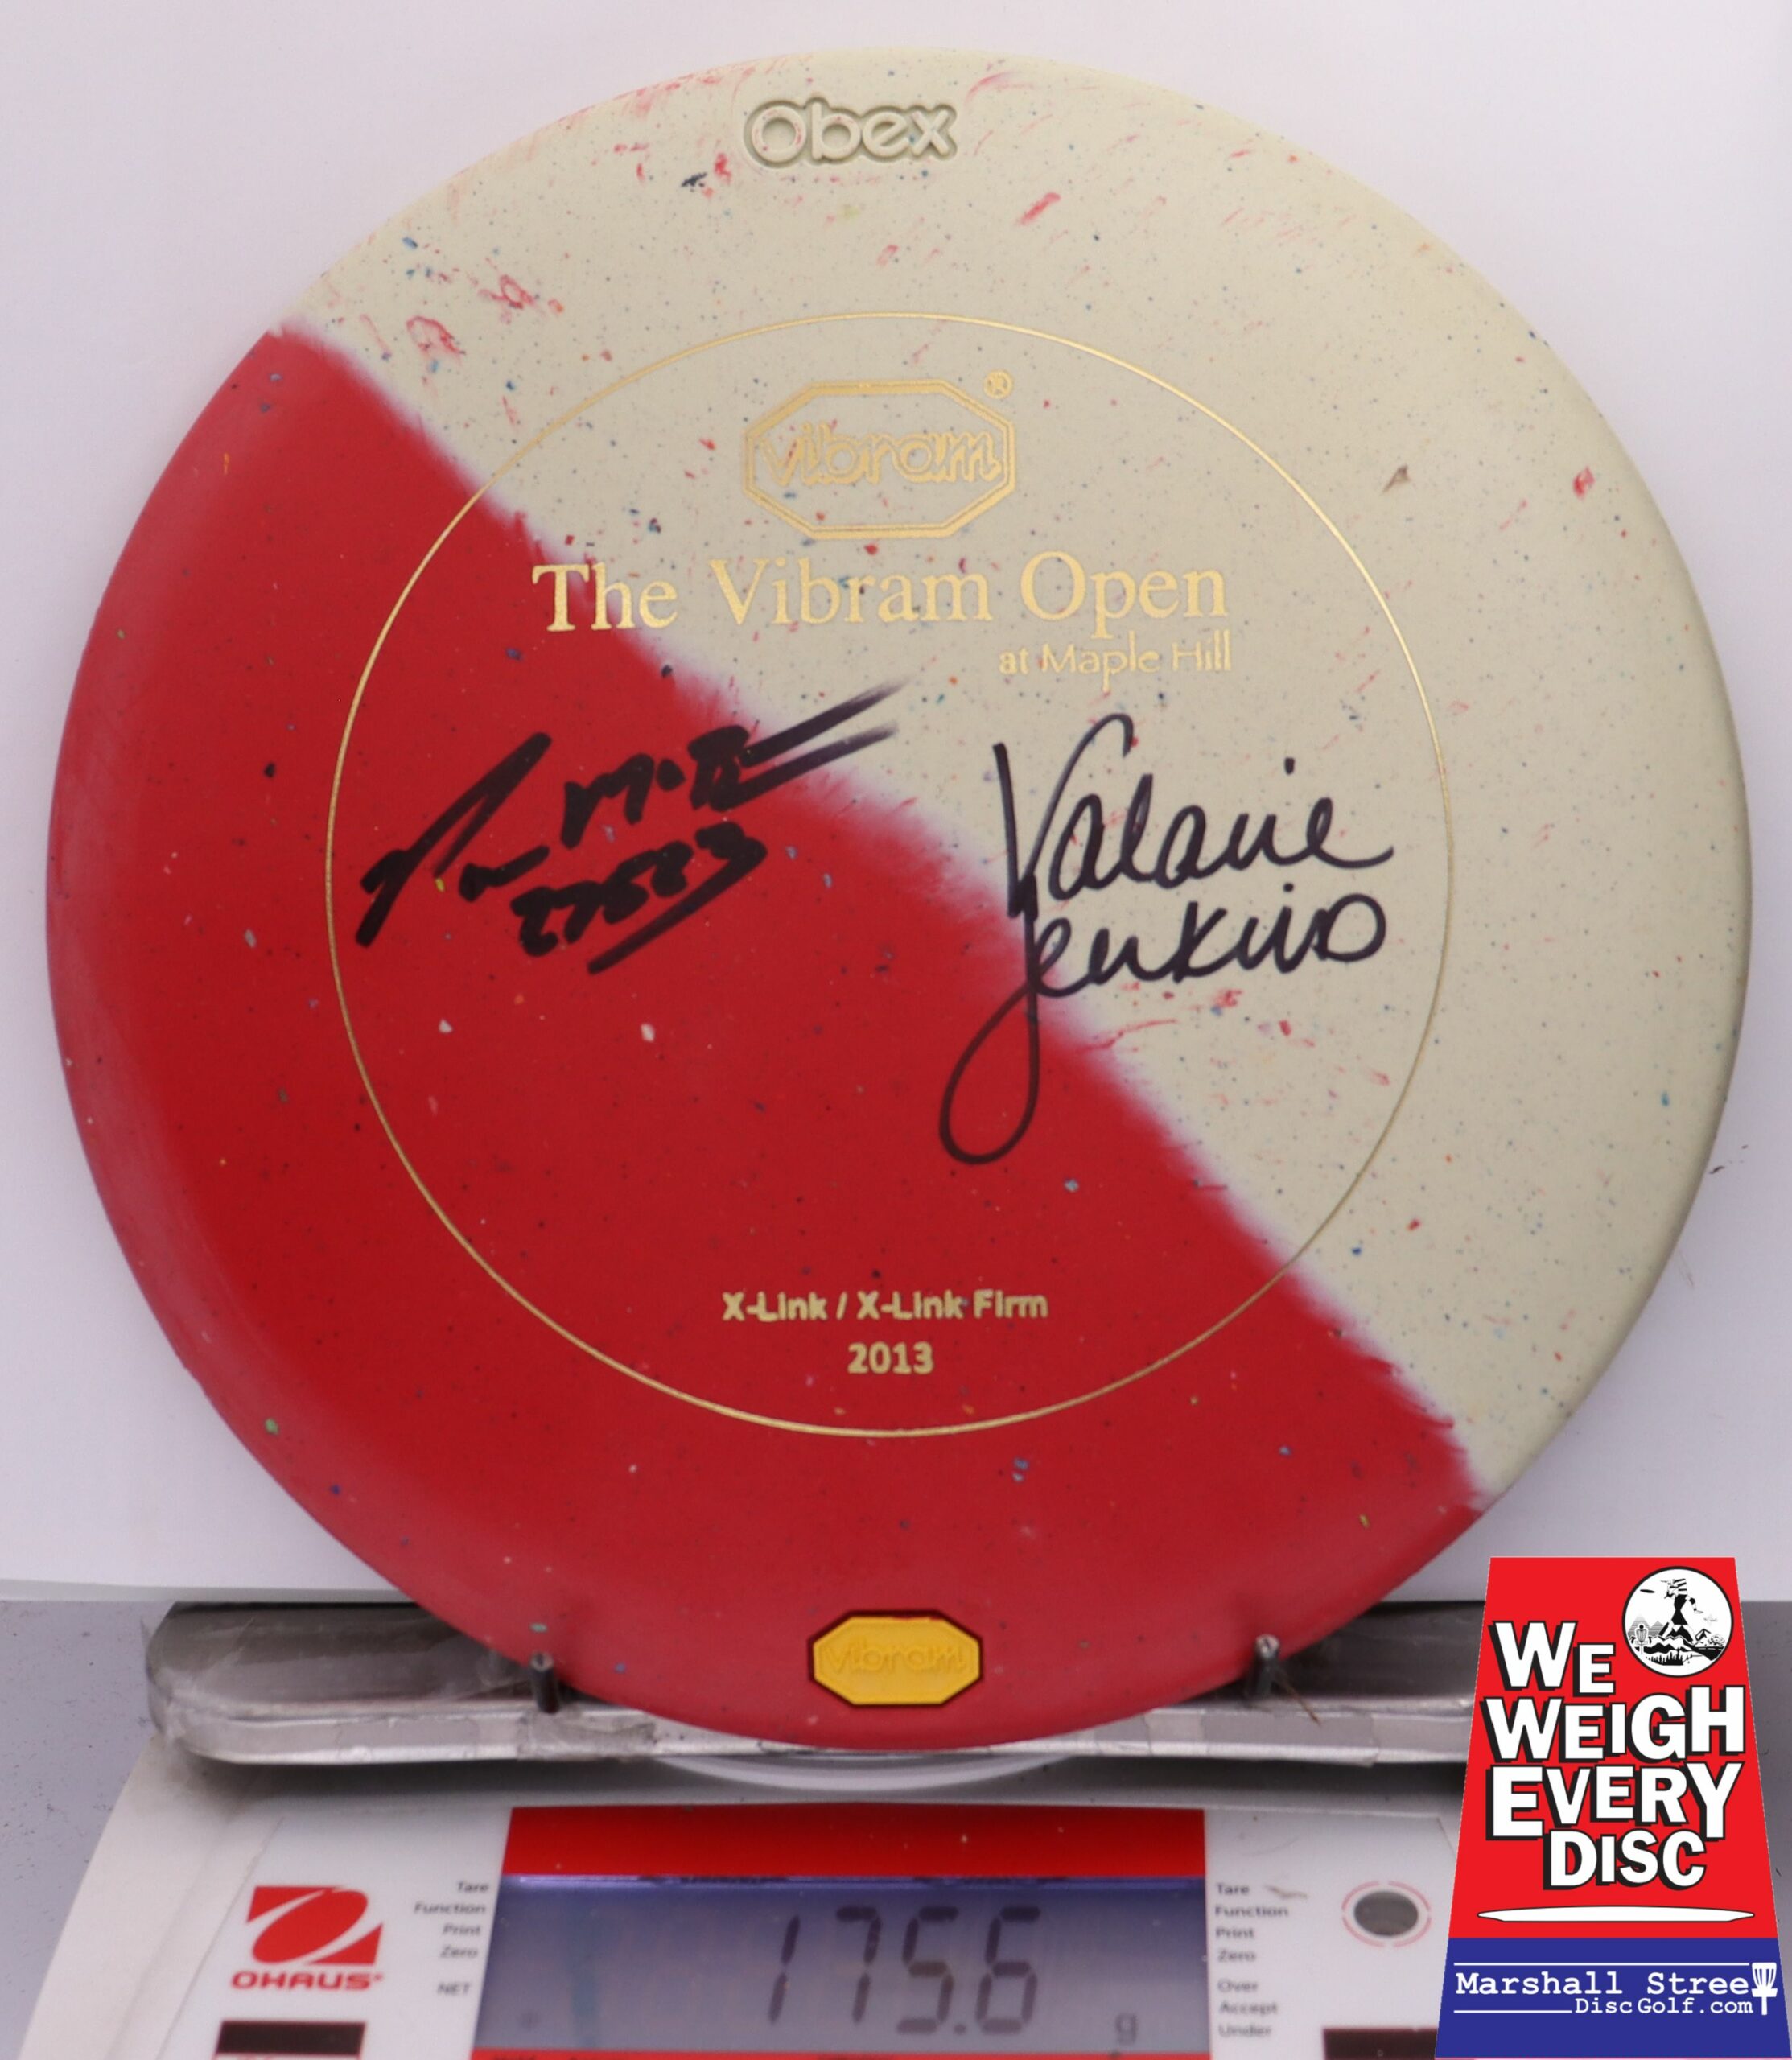 Obex
vibram®
The Vibram Open
at Maple Hill
27523
Valarie
Jenkins
X-Link / X-Link Firm
2013
vibram
Tare
Function
Print
Zero
NET
OHAUS
175.6 g
Tare
Function
Print
Zero
Over
Accept
Under
WE
WEIGH
EVERY
DISC
Marshall Street
DiscGolf.com